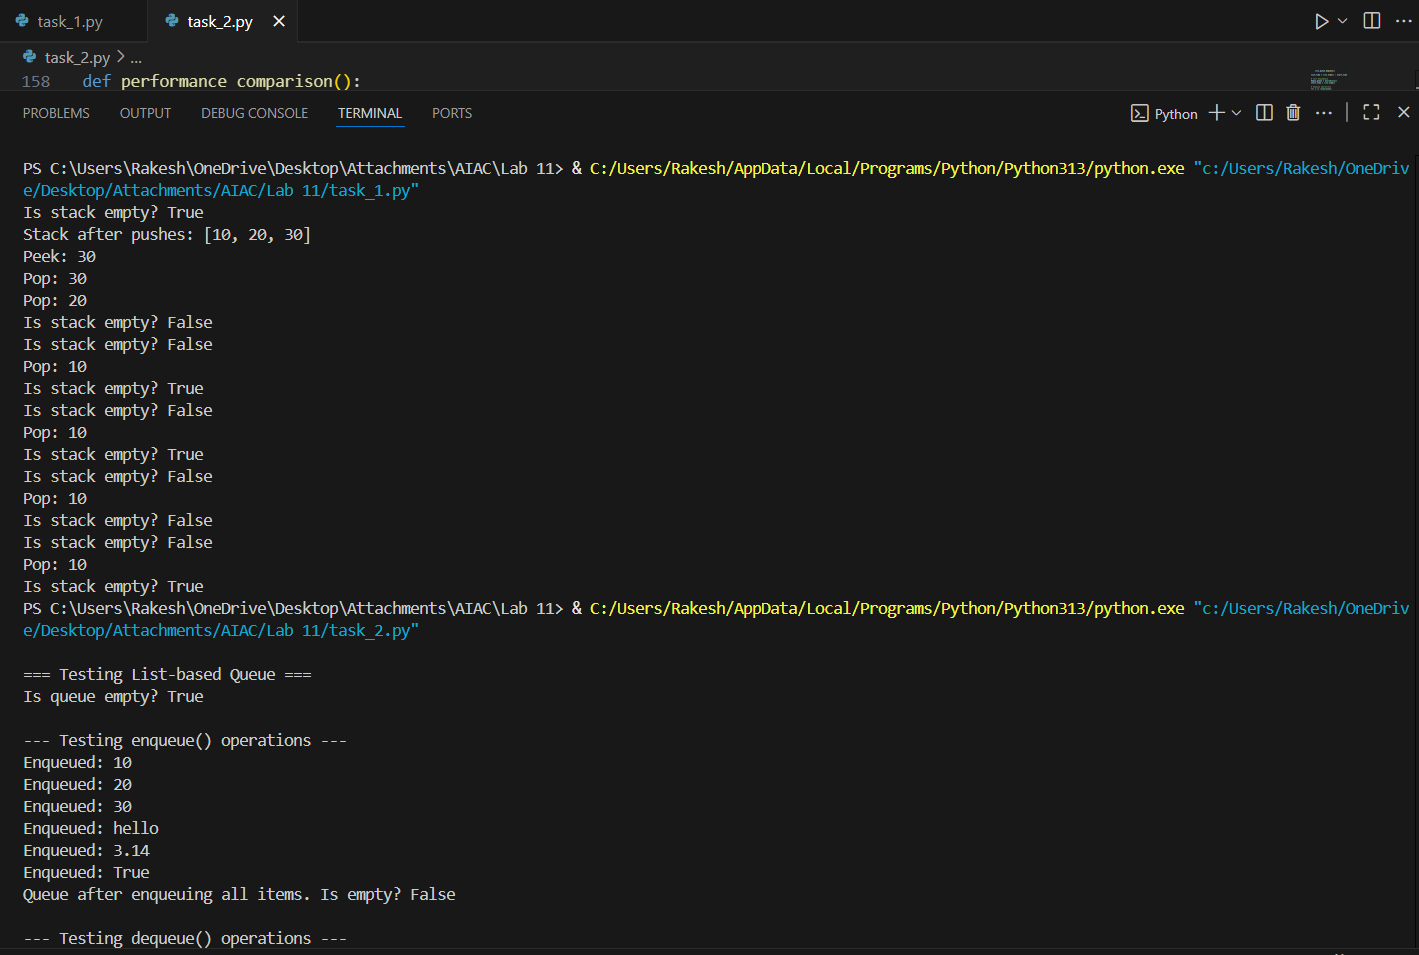 task_1.py
task_2.py
task_2.py > ...
158 def performance comparison():
PROBLEMS OUTPUT DEBUG CONSOLE TERMINAL PORTS
Python
PS C:\Users\Rakesh\OneDrive\Desktop\Attachments\AIAC\Lab 11> & C:/Users/Rakesh/AppData/Local/Programs/Python/Python313/python.exe "c:/Users/Rakesh/OneDriv
e/Desktop/Attachments/AIAC/Lab 11/task_1.py"
Is stack empty? True
Stack after pushes: [10, 20, 30]
Peek: 30
Pop: 30
Pop: 20
Is stack empty? False
Is stack empty? False
Pop: 10
Is stack empty? True
Is stack empty? False
Pop: 10
Is stack empty? True
Is stack empty? False
Pop: 10
Is stack empty? False
Is stack empty? False
Pop: 10
Is stack empty? True
PS C:\Users\Rakesh\OneDrive\Desktop\Attachments\AIAC\Lab 11> & C:/Users/Rakesh/AppData/Local/Programs/Python/Python313/python.exe "c:/Users/Rakesh/OneDriv
e/Desktop/Attachments/AIAC/Lab 11/task_2.py"
=== Testing List-based Queue ===
Is queue empty? True
--- Testing enqueue() operations ---
Enqueued: 10
Enqueued: 20
Enqueued: 30
Enqueued: hello
Enqueued: 3.14
Enqueued: True
Queue after enqueuing all items. Is empty? False
--- Testing dequeue() operations ---